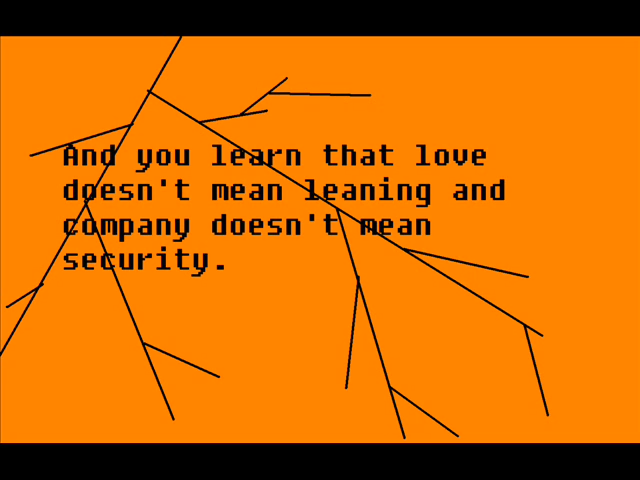 And you learn that love
doesn't mean leaning and
company doesn't mean
security.